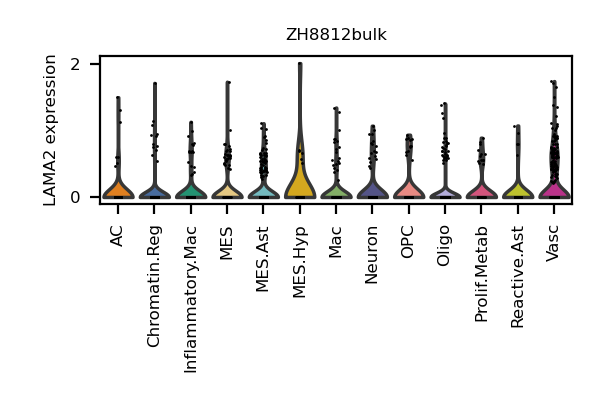 ZH8812bulk
LAMA2 expression
2
0
AC
Chromatin.Reg
Inflammatory.Mac
MES
MES.Ast
MES.Hyp
Mac
Neuron
OPC
Oligo
Prolif.Metab
Reactive.Ast
Vasc